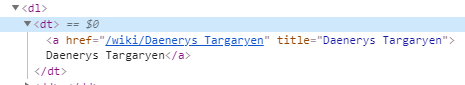 ▼<dl>
▼<dt> == $0
<a href="/wiki/Daenerys_Targaryen" title="Daenerys Targaryen">
Daenerys Targaryen</a>
</dt>